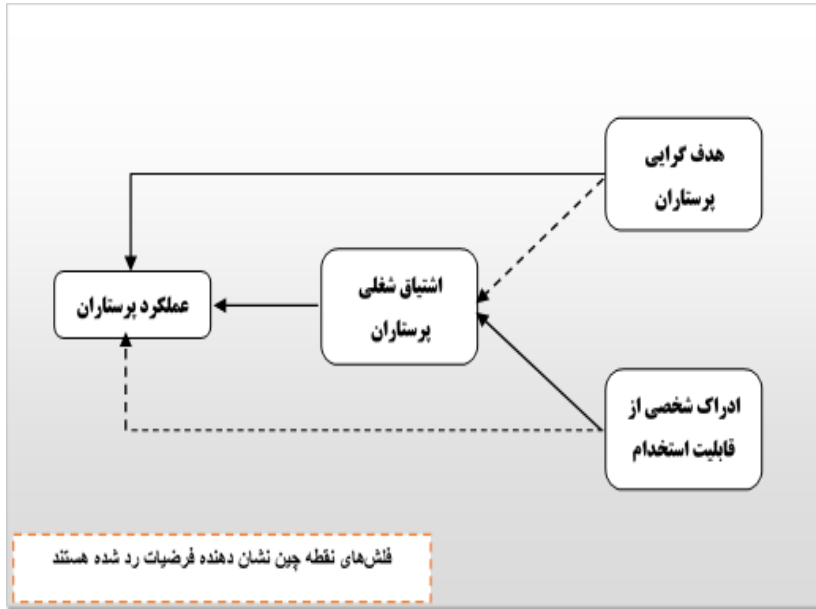 هدف گرایی
پرستاران
اشتیاق شغلی
پرستاران
عملکرد پرستاران
ادراک شخصی از
قابلیت استخدام
فلش‌های نقطه چین نشان دهنده فرضیات رد شده هستند